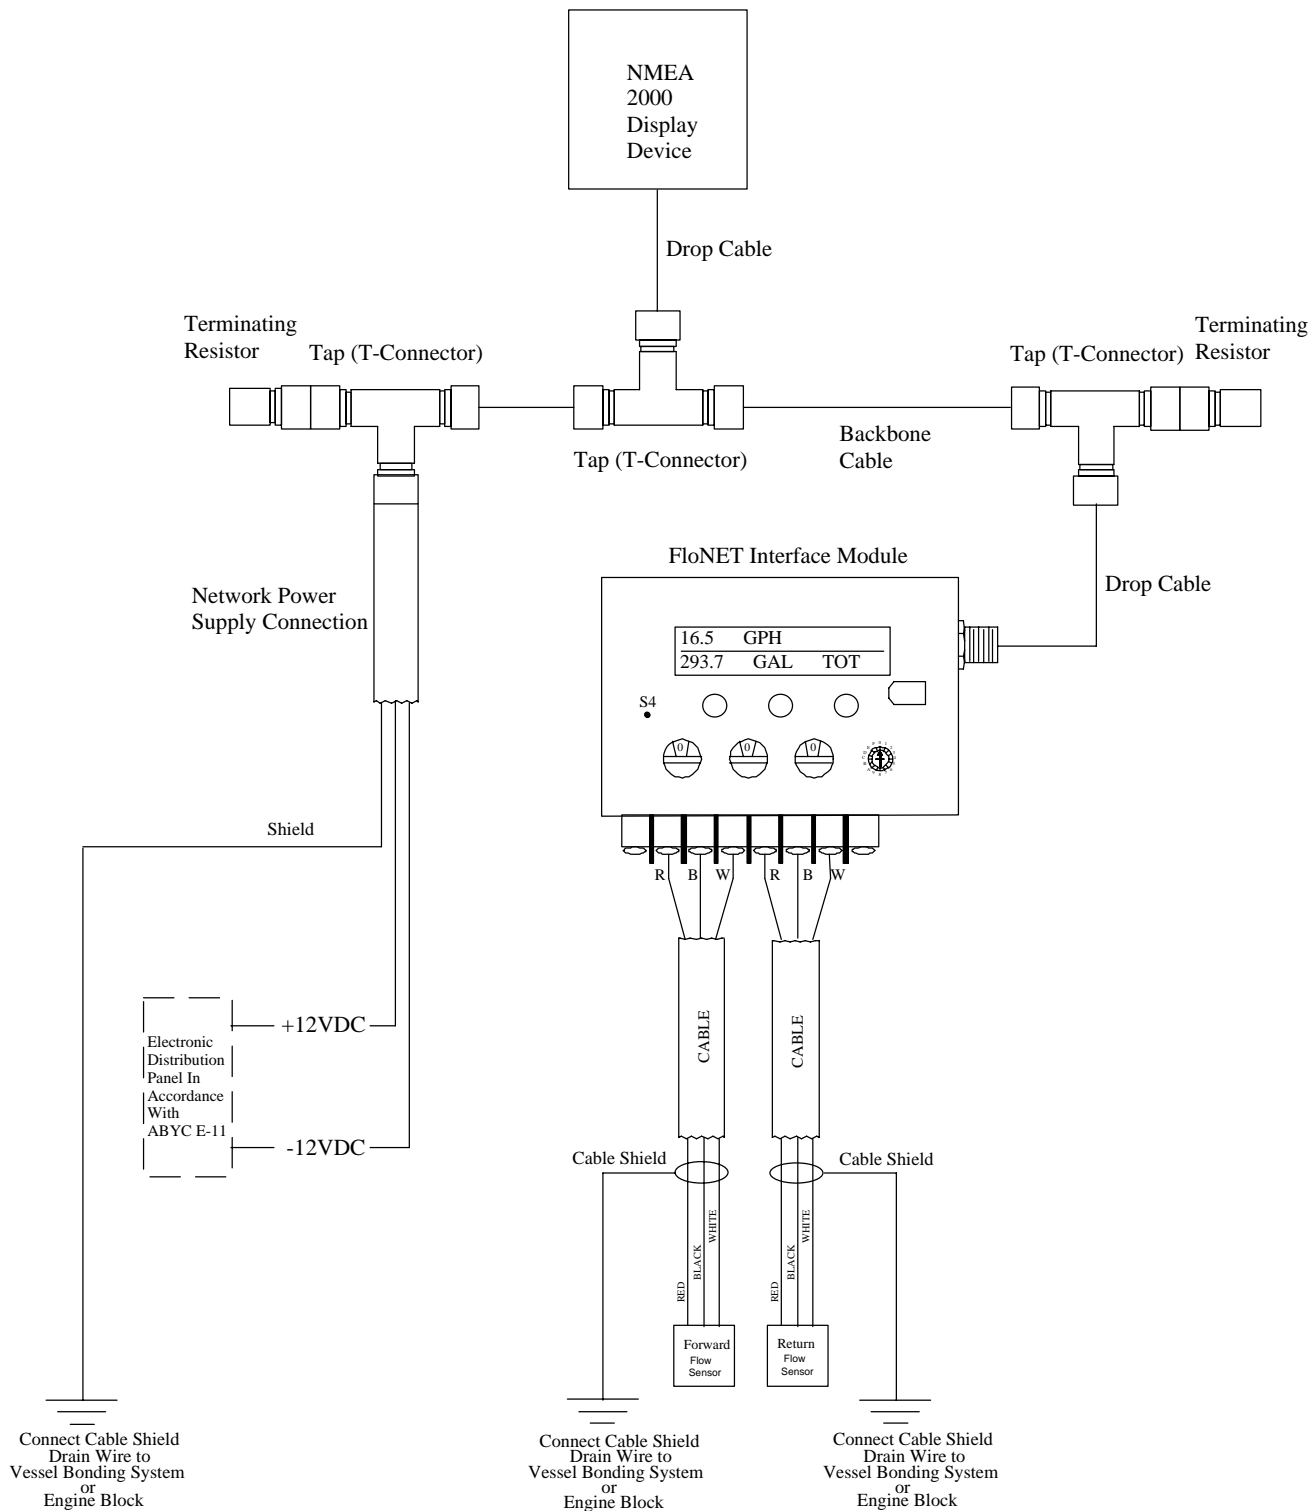 NMEA
2000
Display
Device
Drop Cable
Terminating
Resistor
Tap (T-Connector)
Tap (T-Connector)
Terminating
Resistor
Tap (T-Connector)
Backbone
Cable
FloNET Interface Module
Drop Cable
Network Power
Supply Connection
16.5 GPH
293.7 GAL TOT
S4
0 0 0
Shield
R B W R B W
+12VDC
Electronic
Distribution
Panel In
Accordance
With
ABYC E-11
-12VDC
CABLE
CABLE
Cable Shield
Cable Shield
RED
BLACK
WHITE
RED
BLACK
WHITE
Forward
Flow
Sensor
Return
Flow
Sensor
Connect Cable Shield
Drain Wire to
Vessel Bonding System
or
Engine Block
Connect Cable Shield
Drain Wire to
Vessel Bonding System
or
Engine Block
Connect Cable Shield
Drain Wire to
Vessel Bonding System
or
Engine Block